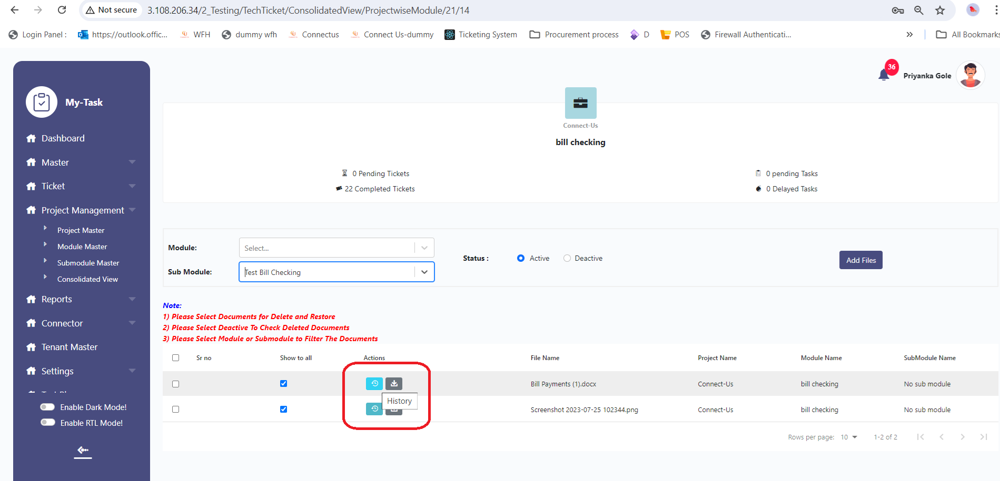 Not secure 3.108.206.34/2_Testing/TechTicket/ConsolidatedView/ProjectwiseModule/21/14
Login Panel : https://outlook.offic... WFH dummy wfh Connectus Connect Us-dummy Ticketing System Procurement process D POS Firewall Authenticati... » All Bookmarks
36 Priyanka Gole
My-Task
Dashboard
Master
Ticket
Project Management
Project Master
Module Master
Submodule Master
Consolidated View
Reports
Connector
Tenant Master
Settings
Enable Dark Mode!
Enable RTL Mode!
Connect-Us
bill checking
0 Pending Tickets 0 pending Tasks
22 Completed Tickets 0 Delayed Tasks
Module: Select... Status : Active Deactive Add Files
Sub Module: Test Bill Checking
Note:
1) Please Select Documents for Delete and Restore
2) Please Select Deactive To Check Deleted Documents
3) Please Select Module or Submodule to Filter The Documents
Sr no Show to all Actions File Name Project Name Module Name SubModule Name
Bill Payments (1).docx Connect-Us bill checking No sub module
History
Screenshot 2023-07-25 102344.png Connect-Us bill checking No sub module
Rows per page: 10 1-2 of 2